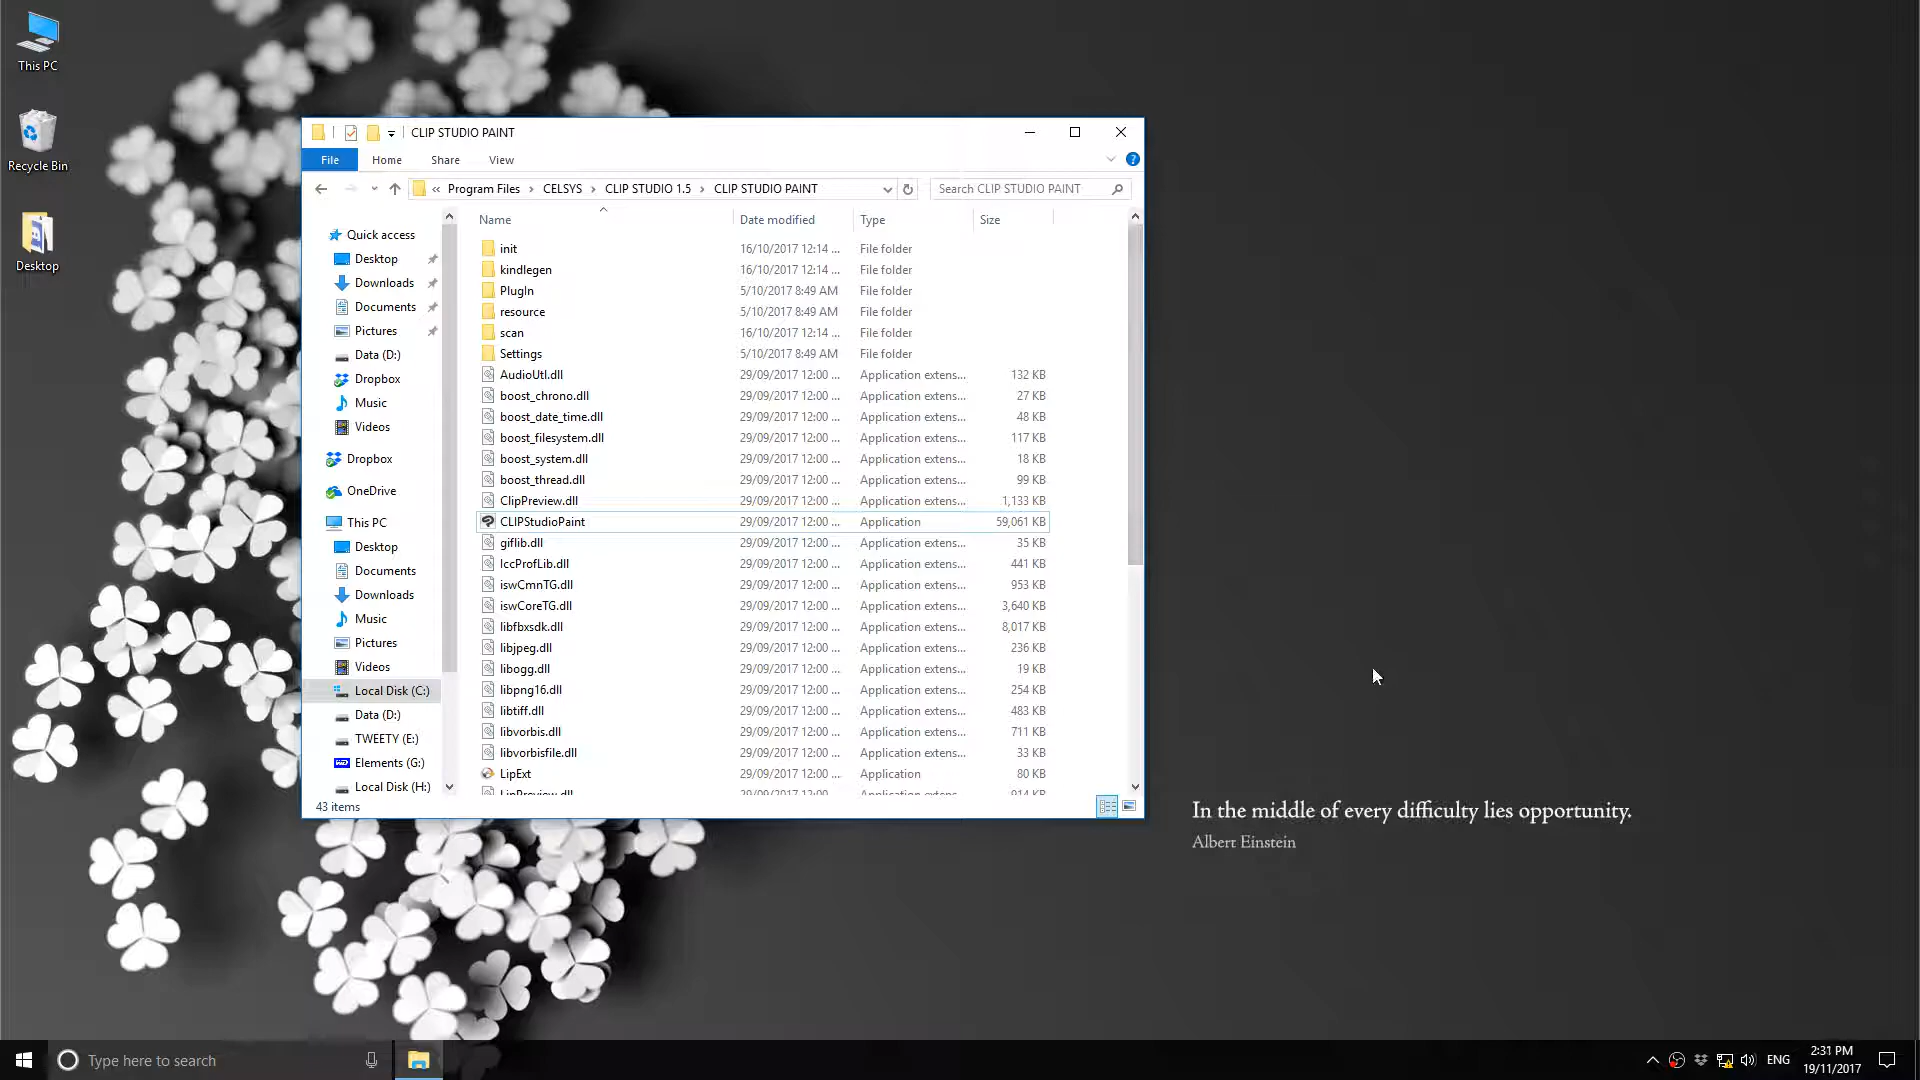 This PC
Recycle Bin
Desktop
CLIP STUDIO PAINT
File Home Share View
« Program Files › CELSYS › CLIP STUDIO 1.5 › CLIP STUDIO PAINT
Search CLIP STUDIO PAINT
Quick access
Desktop
Downloads
Documents
Pictures
Data (D:)
Dropbox
Music
Videos
Dropbox
OneDrive
This PC
Desktop
Documents
Downloads
Music
Pictures
Videos
Local Disk (C:)
Data (D:)
TWEETY (E:)
Elements (G:)
Local Disk (H:)
Name Date modified Type Size
init 16/10/2017 12:14 ... File folder
kindlegen 16/10/2017 12:14 ... File folder
PlugIn 5/10/2017 8:49 AM File folder
resource 5/10/2017 8:49 AM File folder
scan 16/10/2017 12:14 ... File folder
Settings 5/10/2017 8:49 AM File folder
AudioUtl.dll 29/09/2017 12:00 ... Application extens... 132 KB
boost_chrono.dll 29/09/2017 12:00 ... Application extens... 27 KB
boost_date_time.dll 29/09/2017 12:00 ... Application extens... 48 KB
boost_filesystem.dll 29/09/2017 12:00 ... Application extens... 117 KB
boost_system.dll 29/09/2017 12:00 ... Application extens... 18 KB
boost_thread.dll 29/09/2017 12:00 ... Application extens... 99 KB
ClipPreview.dll 29/09/2017 12:00 ... Application extens... 1,133 KB
CLIPStudioPaint 29/09/2017 12:00 ... Application 59,061 KB
giflib.dll 29/09/2017 12:00 ... Application extens... 35 KB
IccProfLib.dll 29/09/2017 12:00 ... Application extens... 441 KB
iswCmnTG.dll 29/09/2017 12:00 ... Application extens... 953 KB
iswCoreTG.dll 29/09/2017 12:00 ... Application extens... 3,640 KB
libfbxsdk.dll 29/09/2017 12:00 ... Application extens... 8,017 KB
libjpeg.dll 29/09/2017 12:00 ... Application extens... 236 KB
libogg.dll 29/09/2017 12:00 ... Application extens... 19 KB
libpng16.dll 29/09/2017 12:00 ... Application extens... 254 KB
libtiff.dll 29/09/2017 12:00 ... Application extens... 483 KB
libvorbis.dll 29/09/2017 12:00 ... Application extens... 711 KB
libvorbisfile.dll 29/09/2017 12:00 ... Application extens... 33 KB
LipExt 29/09/2017 12:00 ... Application 80 KB
LipPreview.dll 29/09/2017 12:00 ... Application extens... 914 KB
43 items
In the middle of every difficulty lies opportunity.
Albert Einstein
Type here to search
ENG
2:31 PM
19/11/2017